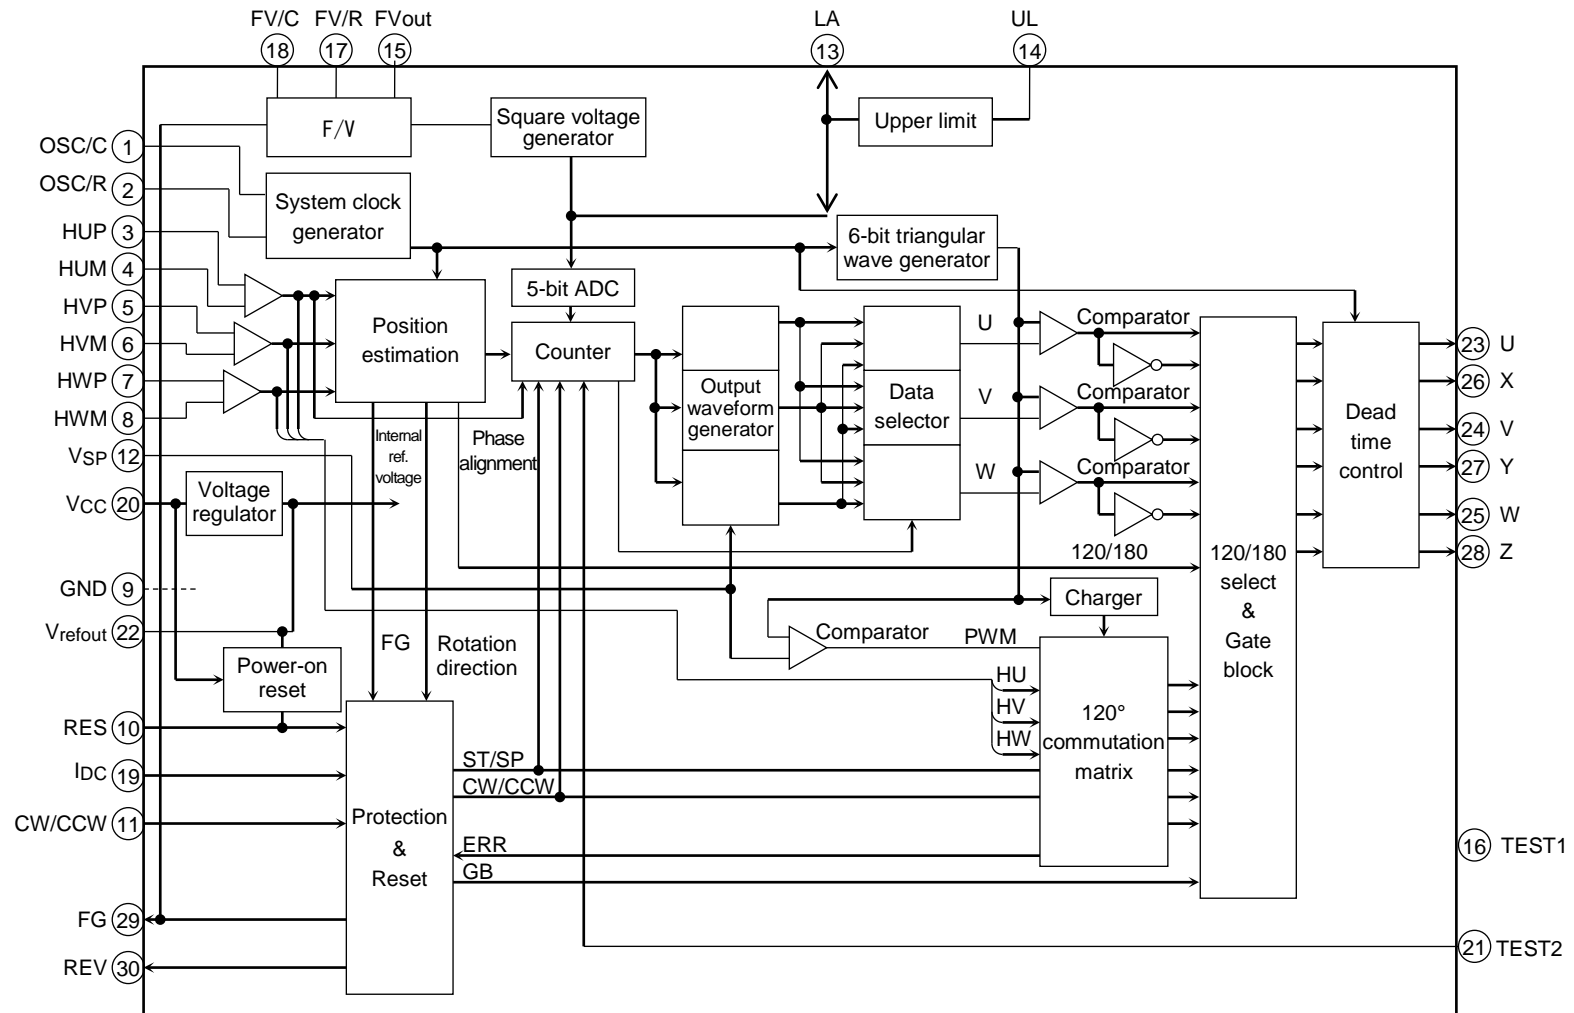 FV/C FV/R FVout LA UL
18 17 15 13 14
F/V
Square voltage
generator
Upper limit
OSC/C 1
OSC/R 2
HUP 3
HUM 4
HVP 5
HVM 6
HWP 7
HWM 8
VSP 12
VCC 20
GND 9
Vrefout 22
RES 10
IDC 19
CW/CCW 11
FG 29
REV 30
System clock
generator
6-bit triangular
wave generator
5-bit ADC
Position
estimation
Counter
Output
waveform
generator
Data
selector
U
V
W
Comparator
Comparator
Comparator
Internal
ref.
voltage
Phase
alignment
Voltage
regulator
120/180
120/180
select
&
Gate
block
Dead
time
control
23 U
26 X
24 V
27 Y
25 W
28 Z
Charger
Comparator
PWM
FG
Rotation
direction
Power-on
reset
HU
HV
HW
120°
commutation
matrix
Protection
&
Reset
ST/SP
CW/CCW
ERR
GB
16 TEST1
21 TEST2